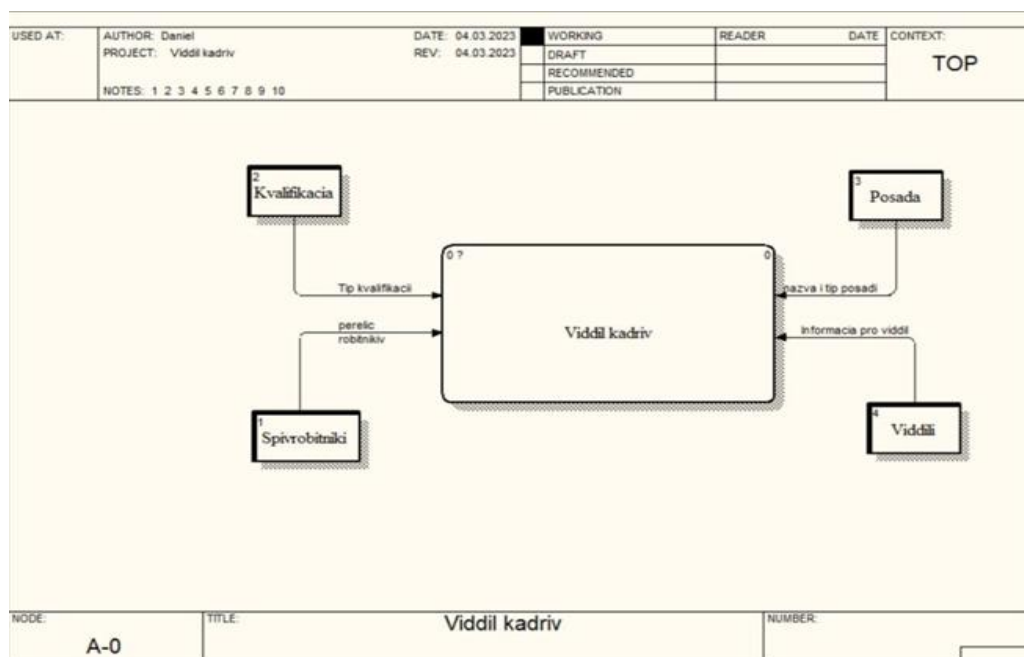 USED AT:
AUTHOR: Daniel
DATE: 04.03.2023
PROJECT: Viddil kadriv
REV: 04.03.2023
NOTES: 1 2 3 4 5 6 7 8 9 10
WORKING
DRAFT
RECOMMENDED
PUBLICATION
READER DATE
CONTEXT:
TOP
2
Kvalifikacia
3
Posada
0 ?
0
Tip kvalifikacii
nazva i tip posadi
perelic
robitnikiv
Viddil kadriv
Informacia pro viddil
1
Spivrobitniki
4
Viddili
NODE:
A-0
TITLE:
Viddil kadriv
NUMBER: